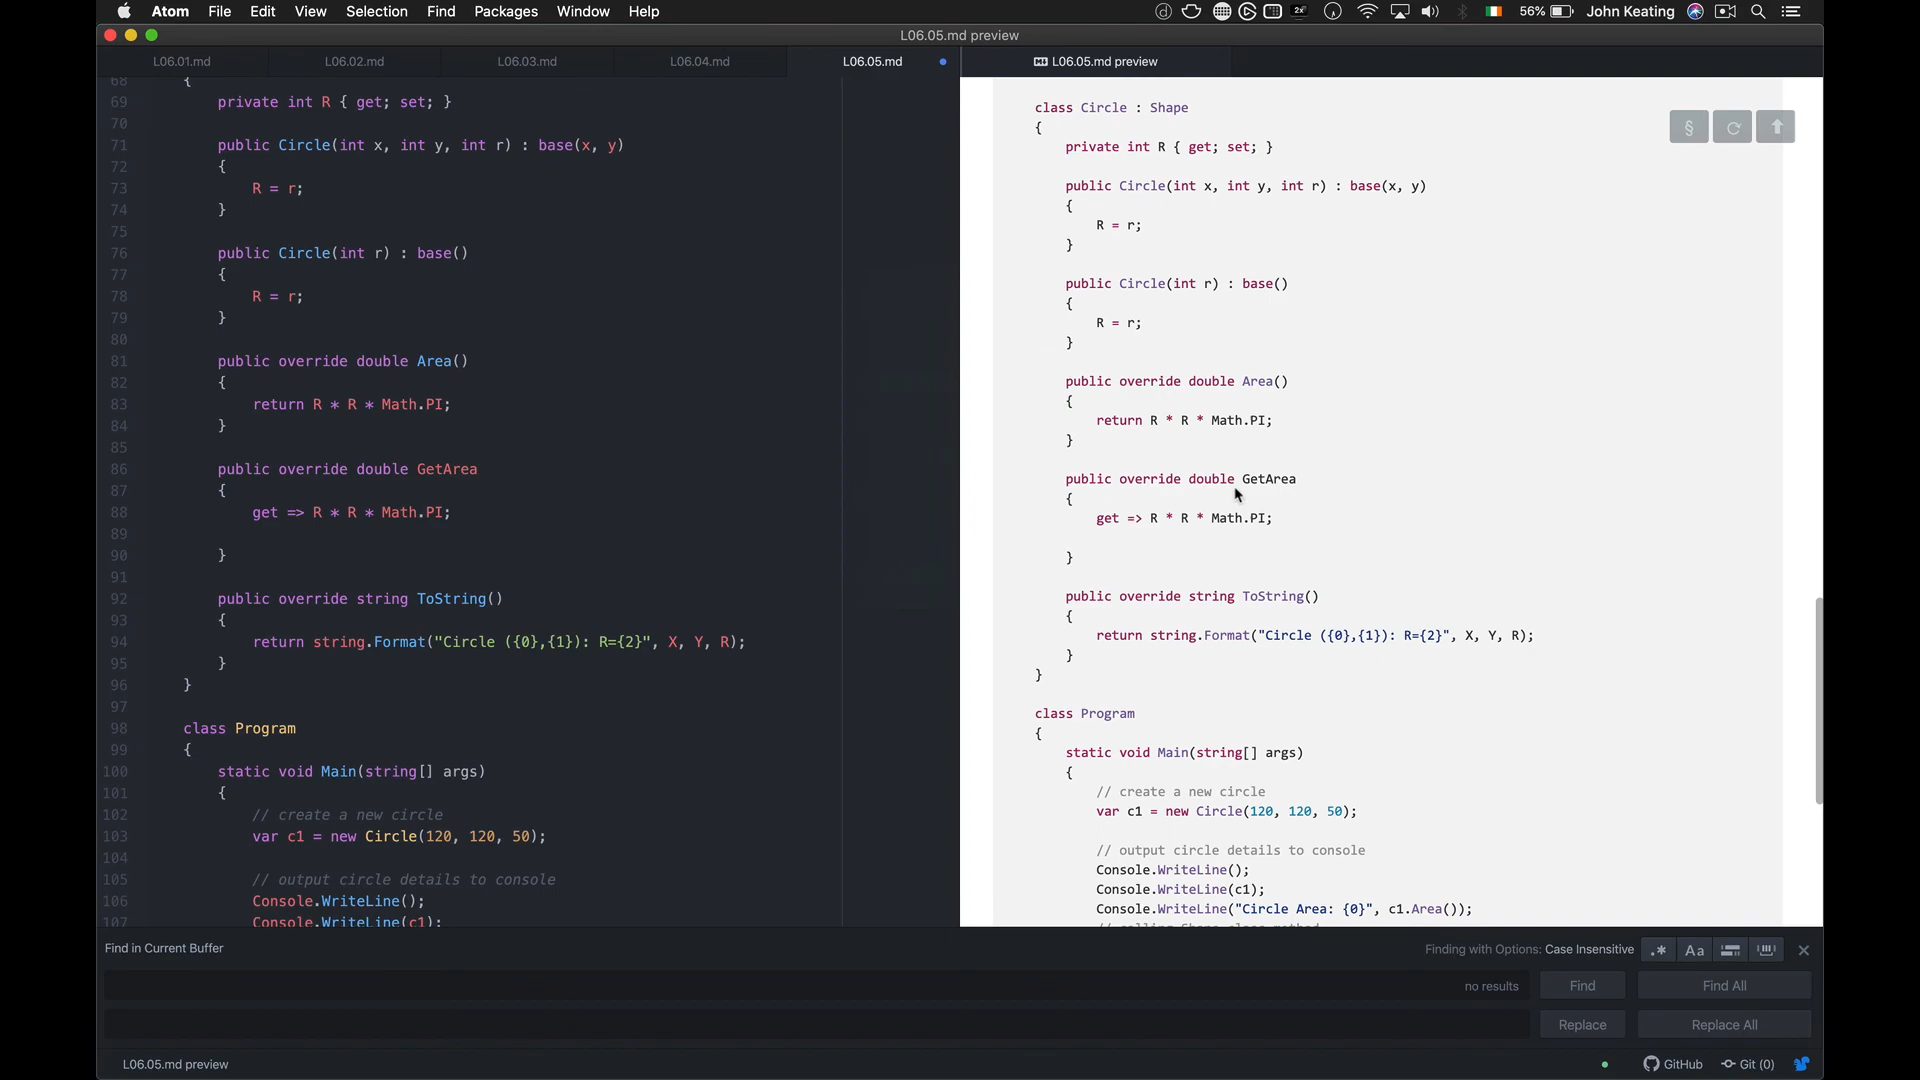 Atom File Edit View Selection Find Packages Window Help 2x 56% John Keating
L06.05.md preview
L06.01.md L06.02.md L06.03.md L06.04.md L06.05.md L06.05.md preview
68 {
69 private int R { get; set; }
70
71 public Circle(int x, int y, int r) : base(x, y)
72 {
73 R = r;
74 }
75
76 public Circle(int r) : base()
77 {
78 R = r;
79 }
80
81 public override double Area()
82 {
83 return R * R * Math.PI;
84 }
85
86 public override double GetArea
87 {
88 get => R * R * Math.PI;
89
90 }
91
92 public override string ToString()
93 {
94 return string.Format("Circle ({0},{1}): R={2}", X, Y, R);
95 }
96 }
97
98 class Program
99 {
100 static void Main(string[] args)
101 {
102 // create a new circle
103 var c1 = new Circle(120, 120, 50);
104
105 // output circle details to console
106 Console.WriteLine();
107 Console.WriteLine(c1);
class Circle : Shape
{
private int R { get; set; }
public Circle(int x, int y, int r) : base(x, y)
{
R = r;
}
public Circle(int r) : base()
{
R = r;
}
public override double Area()
{
return R * R * Math.PI;
}
public override double GetArea
{
get => R * R * Math.PI;
}
public override string ToString()
{
return string.Format("Circle ({0},{1}): R={2}", X, Y, R);
}
}
class Program
{
static void Main(string[] args)
{
// create a new circle
var c1 = new Circle(120, 120, 50);
// output circle details to console
Console.WriteLine();
Console.WriteLine(c1);
Console.WriteLine("Circle Area: {0}", c1.Area());
// calling Shape class method
§
Find in Current Buffer Finding with Options: Case Insensitive .* Aa
no results Find Find All
Replace Replace All
L06.05.md preview GitHub Git (0)